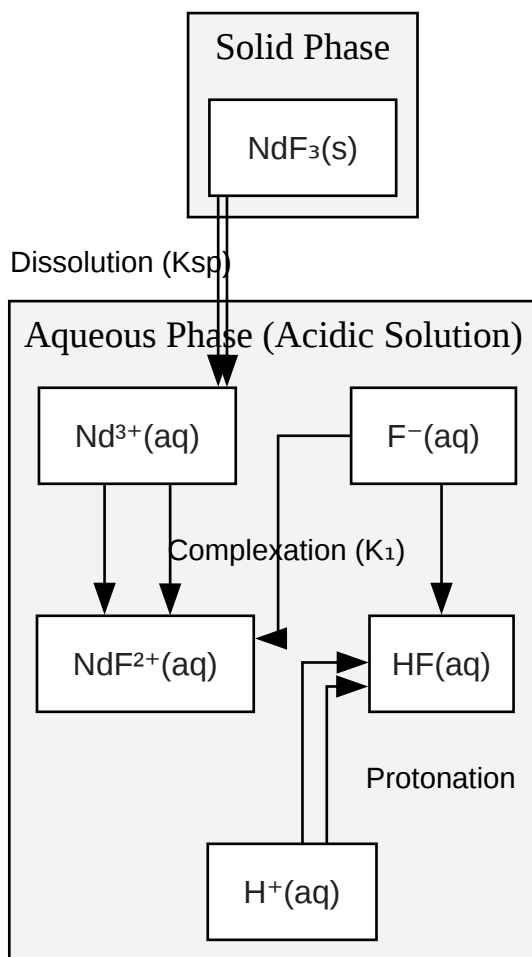 Solid Phase
NdF₃(s)
Dissolution (Ksp)
Aqueous Phase (Acidic Solution)
Nd³⁺(aq)
F⁻(aq)
Complexation (K₁)
NdF²⁺(aq)
HF(aq)
Protonation
H⁺(aq)